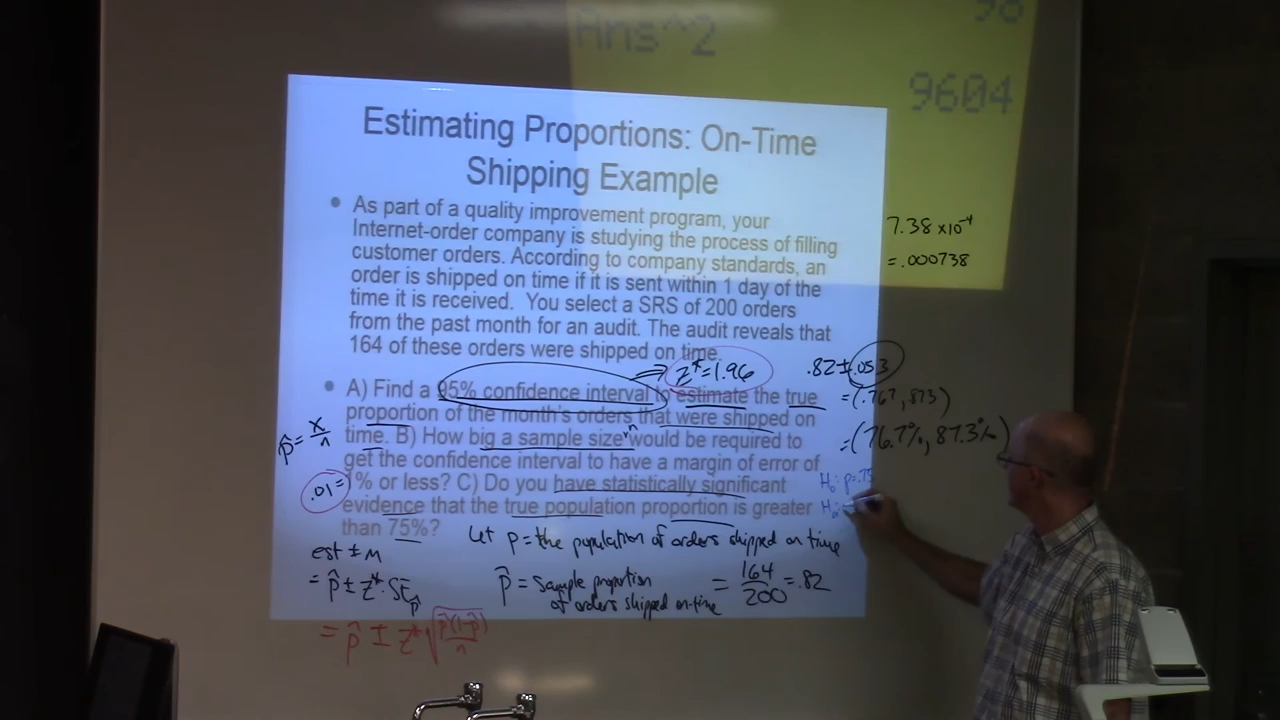 Ans^2
98
9604
Estimating Proportions: On-Time
Shipping Example
• As part of a quality improvement program, your
Internet-order company is studying the process of filling
customer orders. According to company standards, an
order is shipped on time if it is sent within 1 day of the
time it is received. You select a SRS of 200 orders
from the past month for an audit. The audit reveals that
164 of these orders were shipped on time.
• A) Find a 95% confidence interval to estimate the true
proportion of the month's orders that were shipped on
time. B) How big a sample size would be required to
get the confidence interval to have a margin of error of
1% or less? C) Do you have statistically significant
evidence that the true population proportion is greater
than 75%?
7.38 x10⁻⁴
= .000738
⇒ z* = 1.96
.82 ± .053
= (.767, .873)
= (76.7%, 87.3%)
p̂ = x/n
n
.01 =
H₀: p = .75
Hₐ:
Let p = the population of orders shipped on time
est ± m
= p̂ ± z* · SE_p̂
= p̂ ± z* √(p̂(1-p̂)/n)
p̂ = sample proportion
of orders shipped on-time
= 164/200 = .82